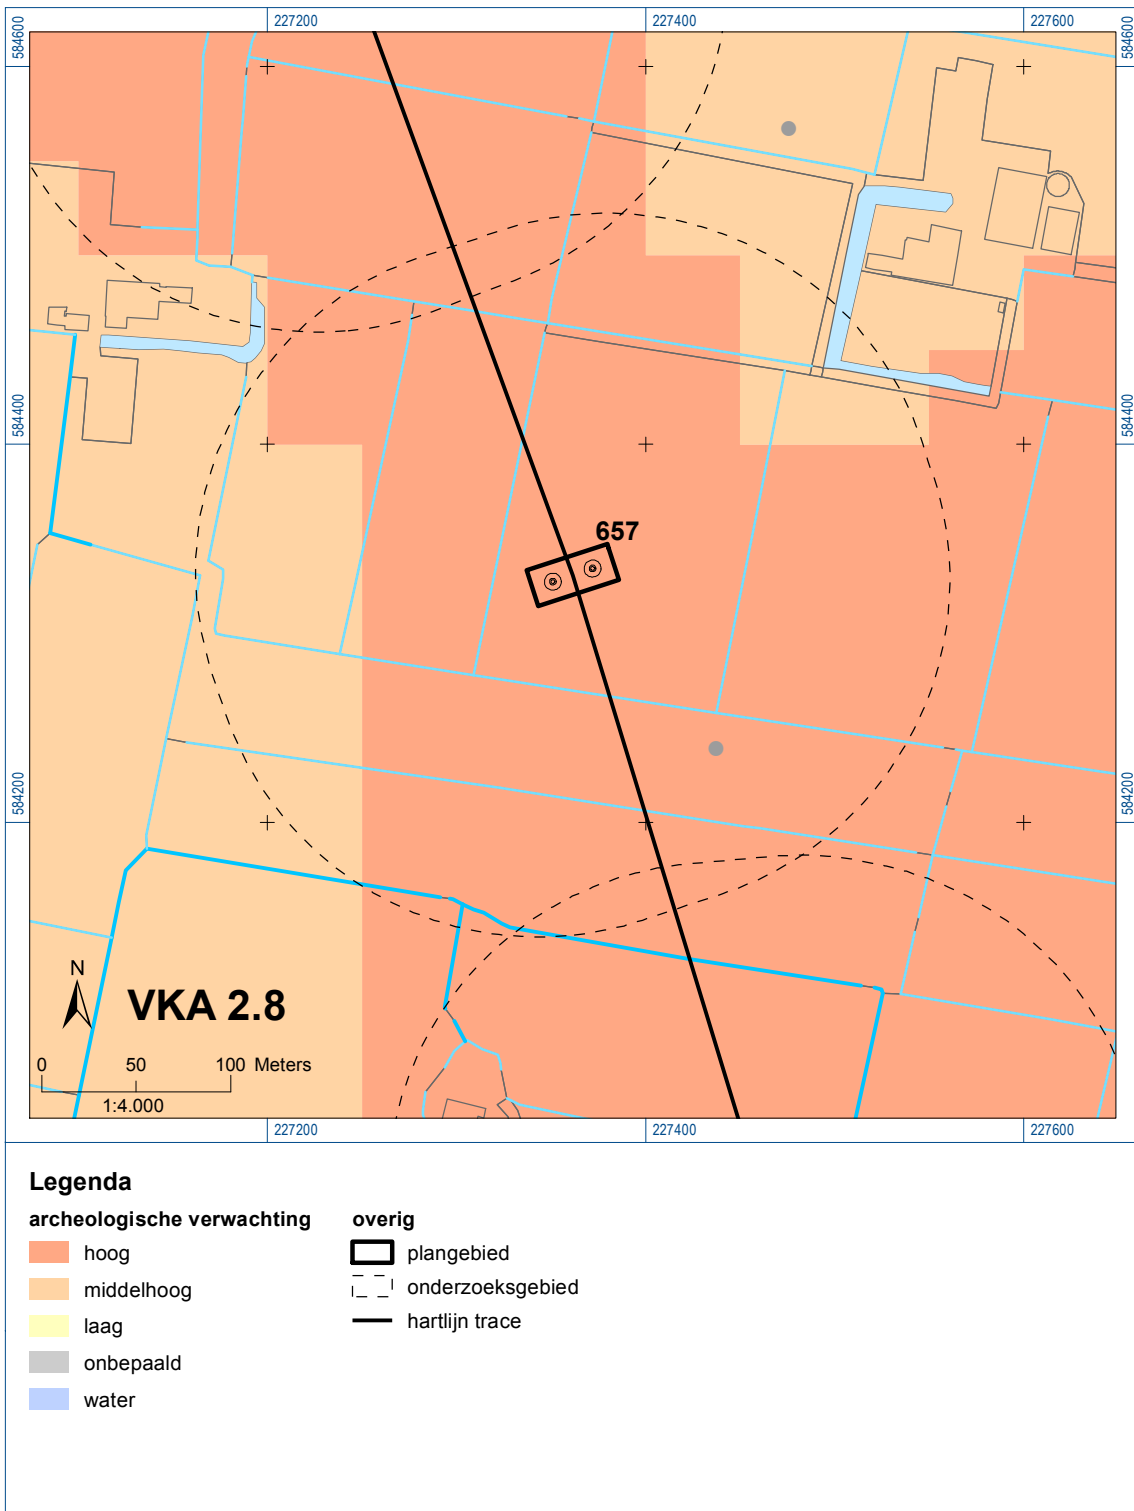 227200 227400 227600
584600 584600
584400 584400
657
584200 584200
N
VKA 2.8
0 50 100 Meters
1:4.000
227200 227400 227600
Legenda
archeologische verwachting overig
hoog plangebied
middelhoog onderzoeksgebied
laag hartlijn trace
onbepaald
water